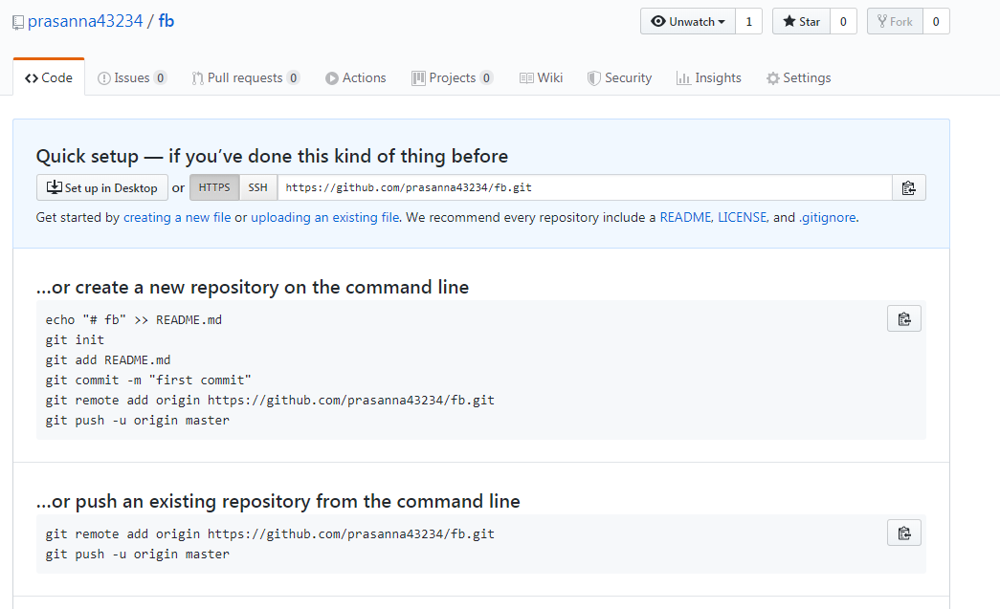 prasanna43234 / fb
Unwatch 1 Star 0 Fork 0
Code Issues 0 Pull requests 0 Actions Projects 0 Wiki Security Insights Settings
Quick setup — if you’ve done this kind of thing before
Set up in Desktop or HTTPS SSH https://github.com/prasanna43234/fb.git
Get started by creating a new file or uploading an existing file. We recommend every repository include a README, LICENSE, and .gitignore.
…or create a new repository on the command line
echo "# fb" >> README.md
git init
git add README.md
git commit -m "first commit"
git remote add origin https://github.com/prasanna43234/fb.git
git push -u origin master
…or push an existing repository from the command line
git remote add origin https://github.com/prasanna43234/fb.git
git push -u origin master